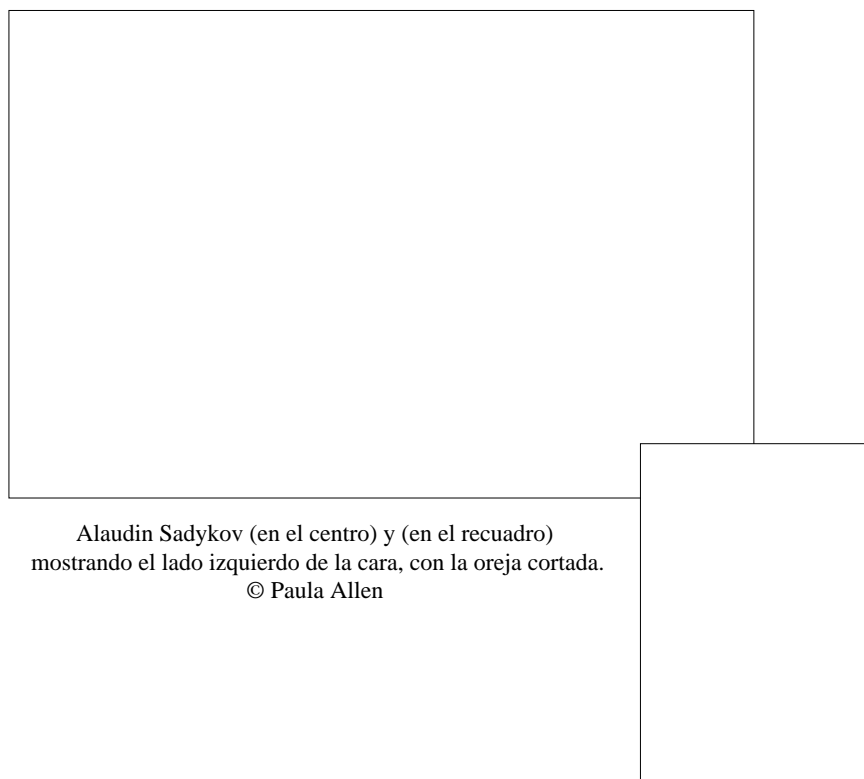 Alaudin Sadykov (en el centro) y (en el recuadro)
mostrando el lado izquierdo de la cara, con la oreja cortada.
© Paula Allen